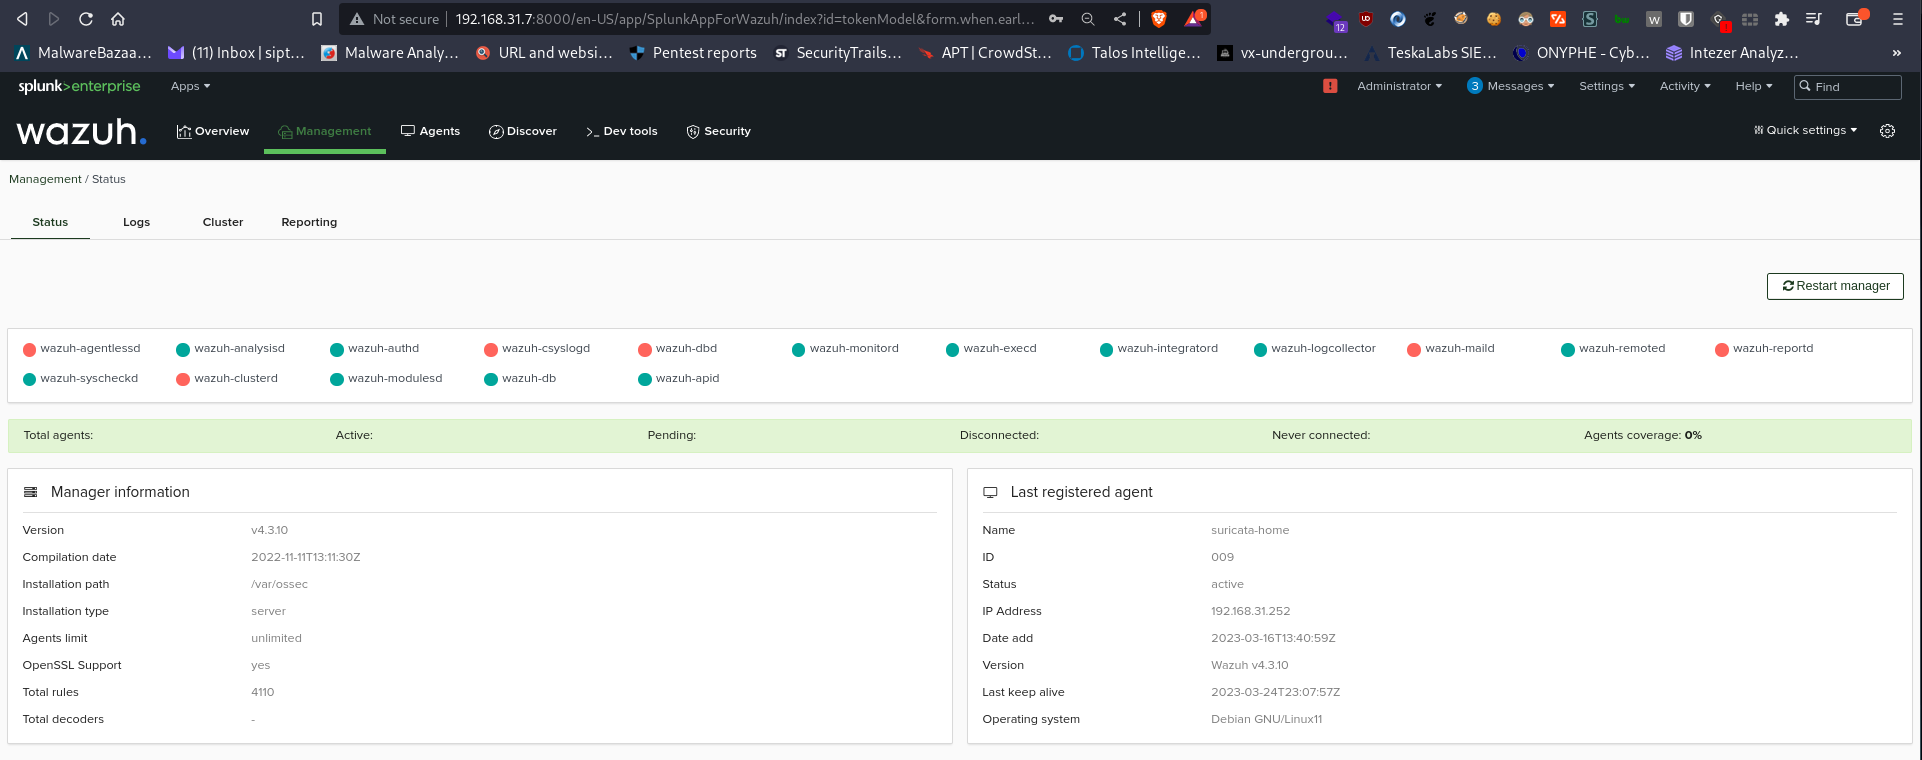 Not secure 192.168.31.7:8000/en-US/app/SplunkAppForWazuh/index?id=tokenModel&form.when.earl... 1 12 1
MalwareBazaa... (11) Inbox | sipt... Malware Analy... URL and websi... Pentest reports SecurityTrails... APT | CrowdSt... Talos Intellige... vx-undergrou... TeskaLabs SIE... ONYPHE - Cyb... Intezer Analyz... »
splunk>enterprise Apps ! Administrator 3 Messages Settings Activity Help Find
wazuh. Overview Management Agents Discover >_ Dev tools Security Quick settings
Management / Status
Status Logs Cluster Reporting
Restart manager
wazuh-agentlessd wazuh-analysisd wazuh-authd wazuh-csyslogd wazuh-dbd wazuh-monitord wazuh-execd wazuh-integratord wazuh-logcollector wazuh-maild wazuh-remoted wazuh-reportd
wazuh-syscheckd wazuh-clusterd wazuh-modulesd wazuh-db wazuh-apid
Total agents: Active: Pending: Disconnected: Never connected: Agents coverage: 0%
Manager information
Version v4.3.10
Compilation date 2022-11-11T13:11:30Z
Installation path /var/ossec
Installation type server
Agents limit unlimited
OpenSSL Support yes
Total rules 4110
Total decoders -
Last registered agent
Name suricata-home
ID 009
Status active
IP Address 192.168.31.252
Date add 2023-03-16T13:40:59Z
Version Wazuh v4.3.10
Last keep alive 2023-03-24T23:07:57Z
Operating system Debian GNU/Linux11